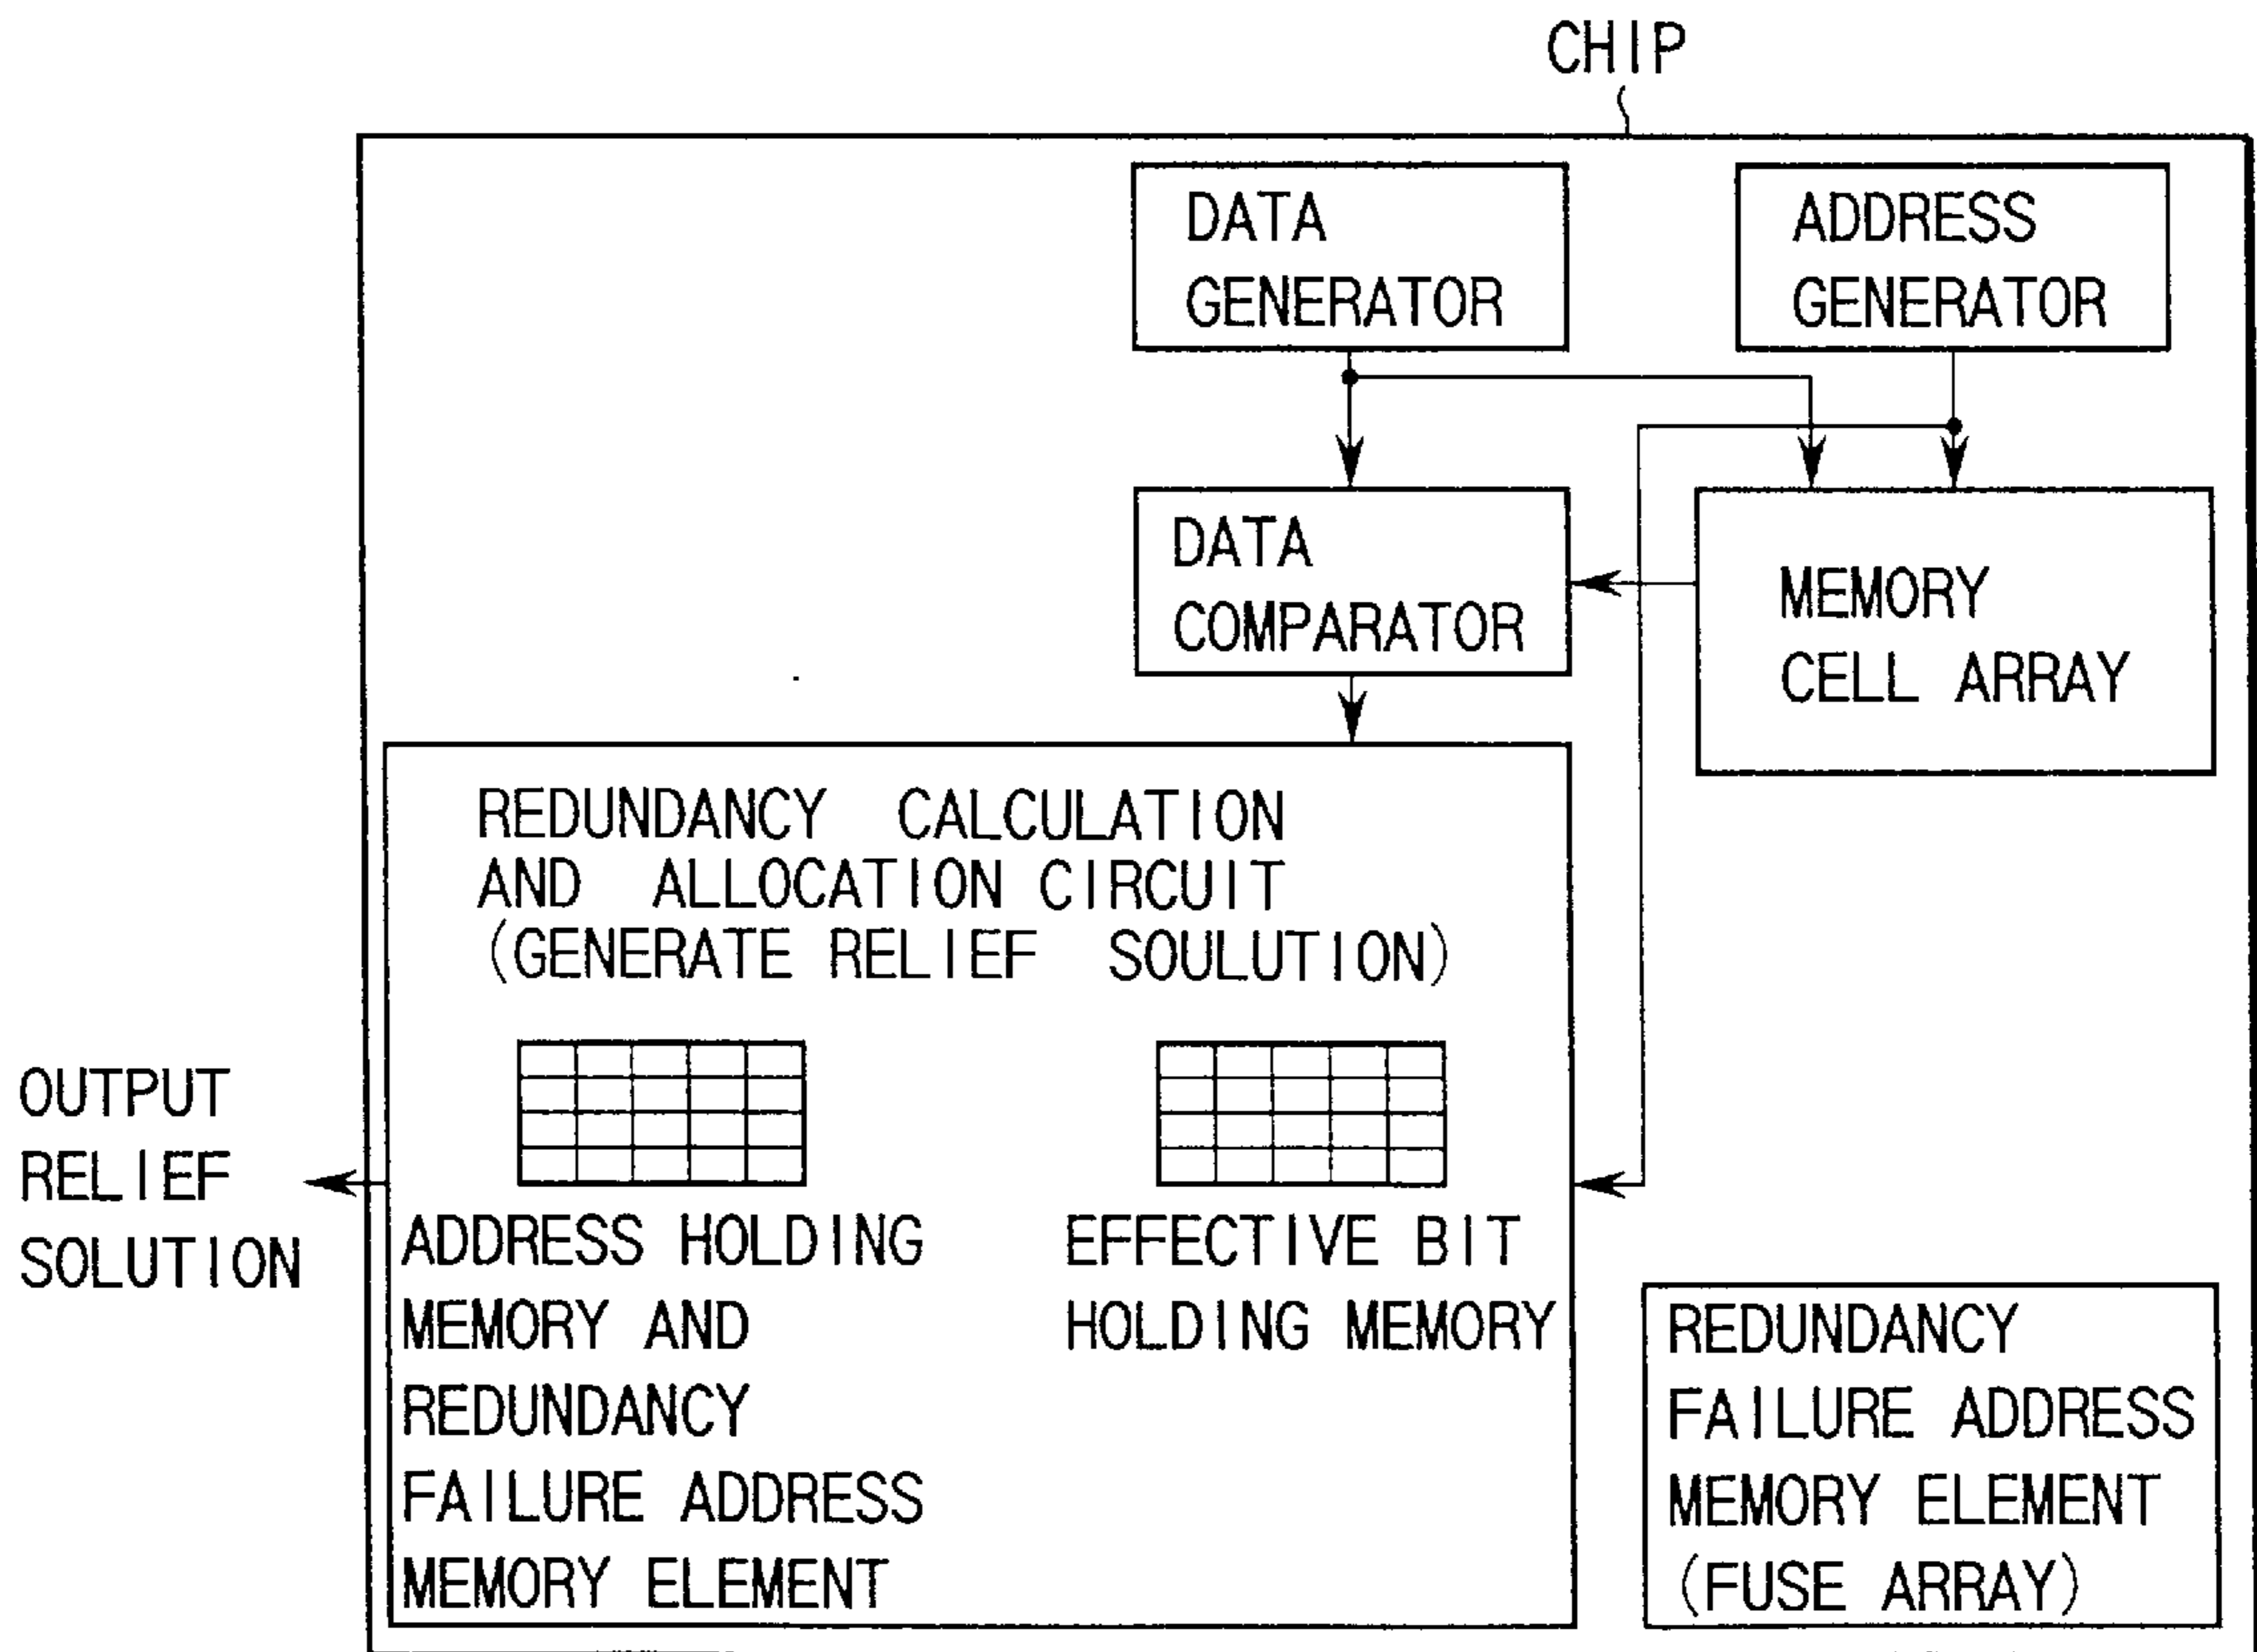 CHIP
DATA
GENERATOR
ADDRESS
GENERATOR
DATA
COMPARATOR
MEMORY
CELL ARRAY
REDUNDANCY CALCULATION
AND ALLOCATION CIRCUIT
(GENERATE RELIEF SOULUTION)
OUTPUT
RELIEF
SOLUTION
ADDRESS HOLDING
MEMORY AND
REDUNDANCY
FAILURE ADDRESS
MEMORY ELEMENT
EFFECTIVE BIT
HOLDING MEMORY
REDUNDANCY
FAILURE ADDRESS
MEMORY ELEMENT
(FUSE ARRAY)